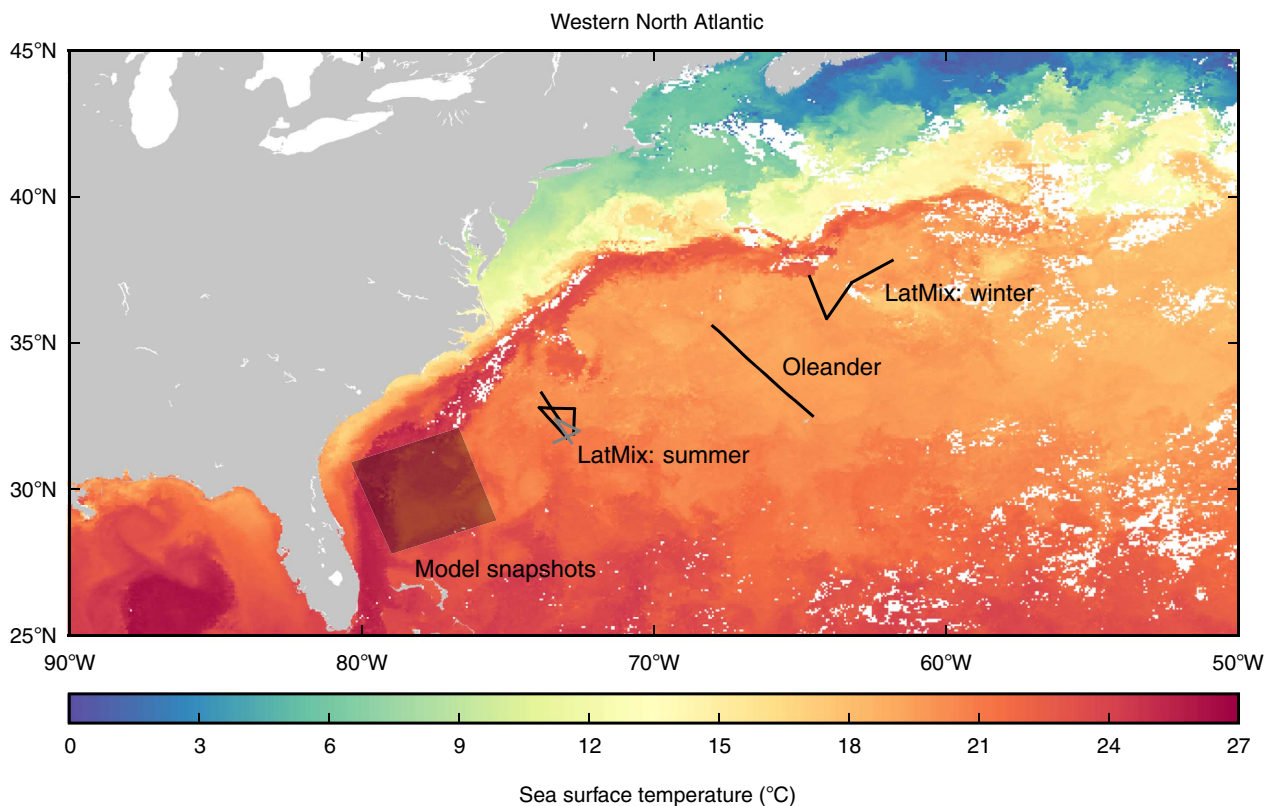 Western North Atlantic
45°N
40°N
35°N
30°N
25°N
LatMix: winter
Oleander
LatMix: summer
Model snapshots
90°W 80°W 70°W 60°W 50°W
0 3 6 9 12 15 18 21 24 27
Sea surface temperature (°C)